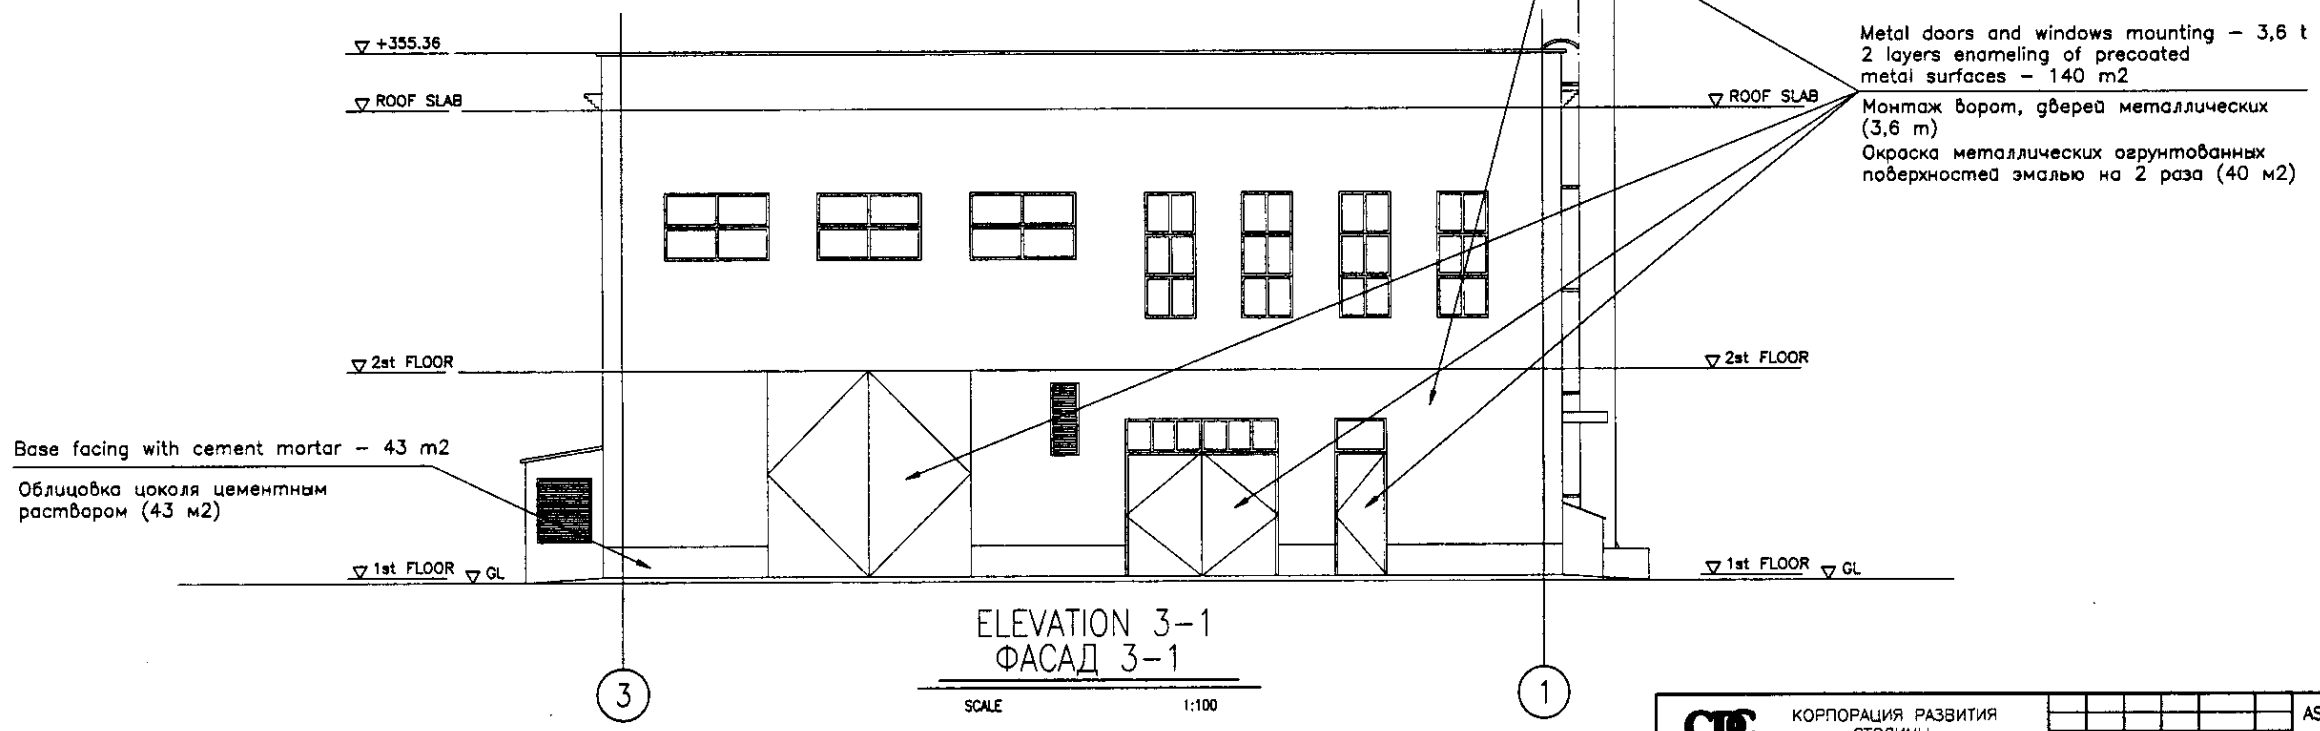 +355.36
ROOF SLAB
ROOF SLAB
Metal doors and windows mounting – 3,6 t
2 layers enameling of precoated
metal surfaces – 140 m2
Монтаж ворот, дверей металлических
(3,6 т)
Окраска металлических огрунтованных
поверхностей эмалью на 2 раза (40 м2)
2st FLOOR
2st FLOOR
Base facing with cement mortar – 43 m2
Облицовка цоколя цементным
раствором (43 м2)
1st FLOOR GL
1st FLOOR GL
ELEVATION 3-1
ФАСАД 3-1
SCALE 1:100
3
1
КОРПОРАЦИЯ РАЗВИТИЯ